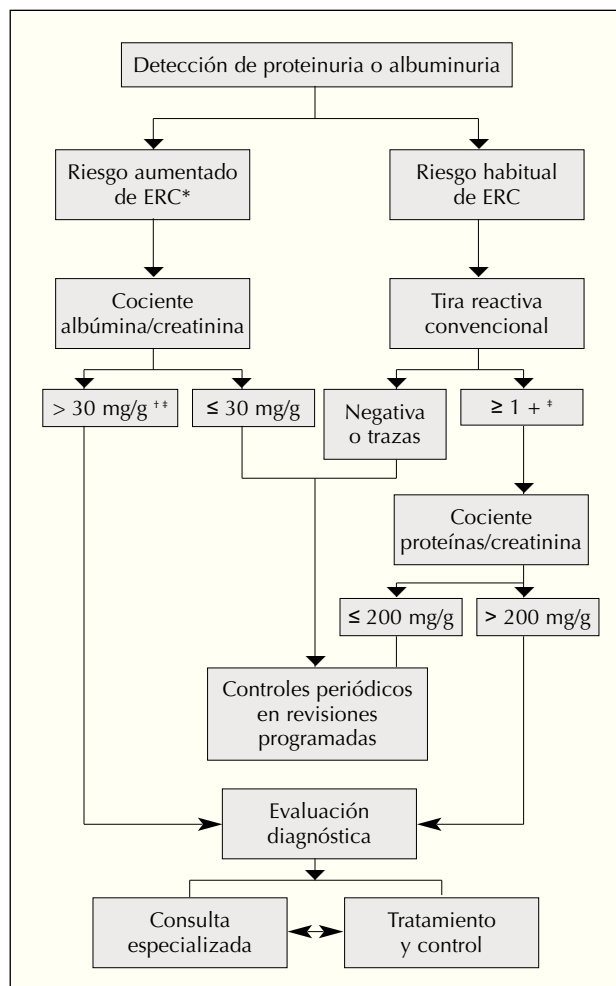 Detección de proteinuria o albuminuria
Riesgo aumentado
de ERC*
Riesgo habitual
de ERC
Cociente
albúmina/creatinina
Tira reactiva
convencional
> 30 mg/g †‡
≤ 30 mg/g
Negativa
o trazas
≥ 1 + ‡
Cociente
proteínas/creatinina
≤ 200 mg/g
> 200 mg/g
Controles periódicos
en revisiones
programadas
Evaluación
diagnóstica
Consulta
especializada
Tratamiento
y control